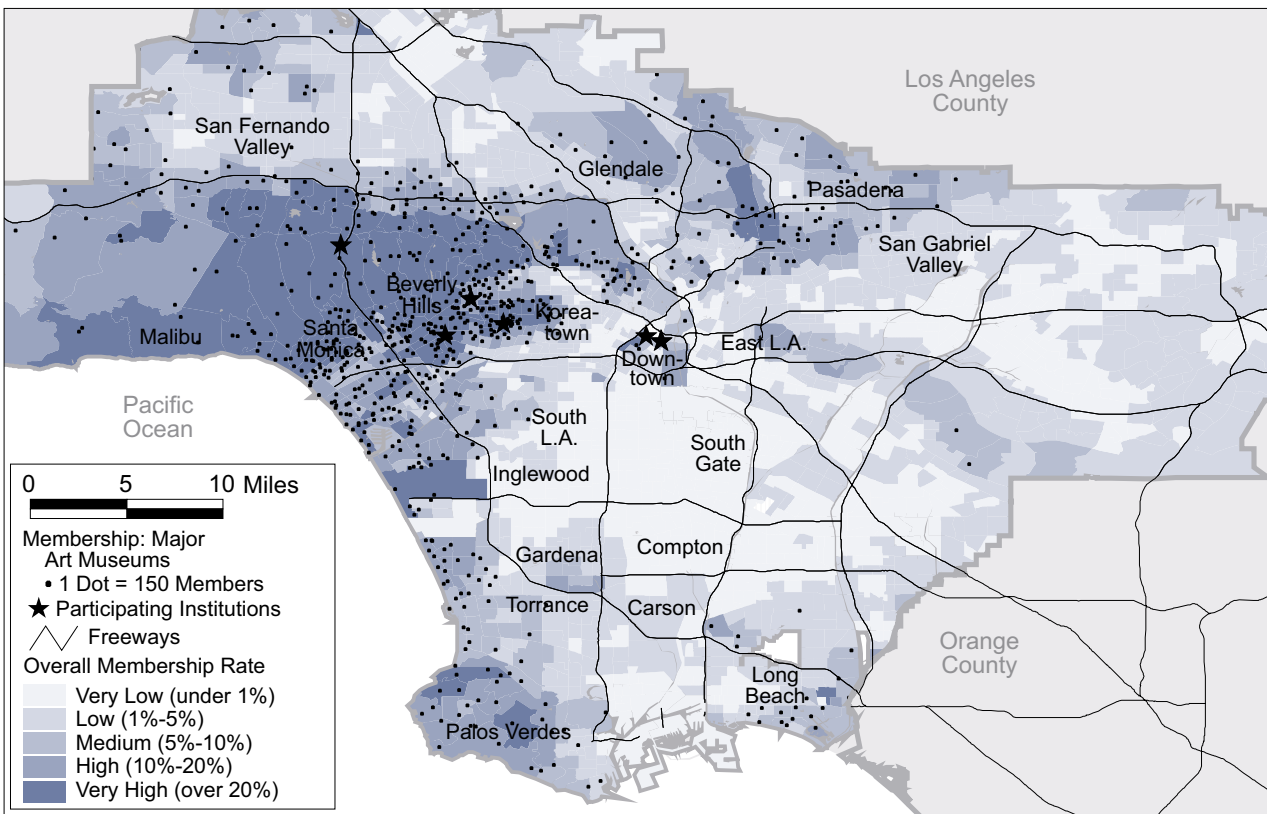 Los Angeles
County
San Fernando
Valley
Glendale
Pasadena
San Gabriel
Valley
Beverly
Hills
Korea-
town
Malibu
Santa
Monica
East L.A.
Down-
town
Pacific
Ocean
South
L.A.
South
Gate
Inglewood
Gardena
Compton
Torrance
Carson
Orange
County
Long
Beach
Palos Verdes
0 5 10 Miles
Membership: Major
Art Museums
1 Dot = 150 Members
Participating Institutions
Freeways
Overall Membership Rate
Very Low (under 1%)
Low (1%-5%)
Medium (5%-10%)
High (10%-20%)
Very High (over 20%)